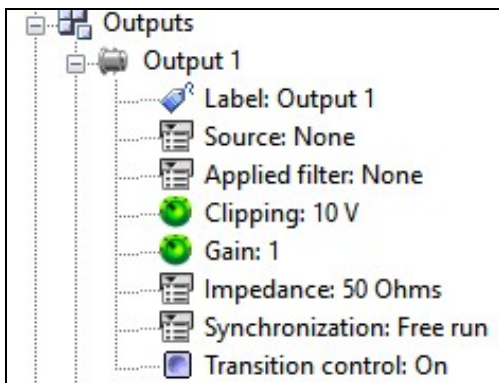 Outputs
Output 1
Label: Output 1
Source: None
Applied filter: None
Clipping: 10 V
Gain: 1
Impedance: 50 Ohms
Synchronization: Free run
Transition control: On